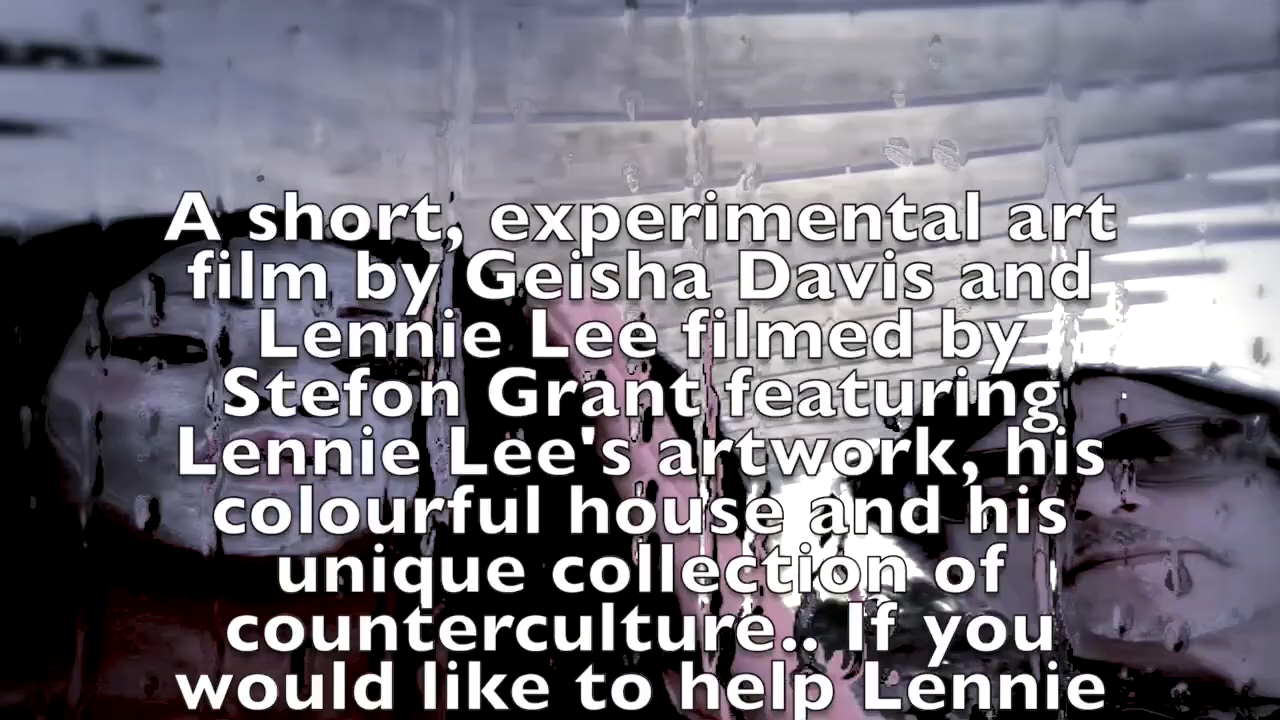 A short, experimental art
film by Geisha Davis and
Lennie Lee filmed by
Stefon Grant featuring
Lennie Lee's artwork, his
colourful house and his
unique collection of
counterculture.. If you
would like to help Lennie